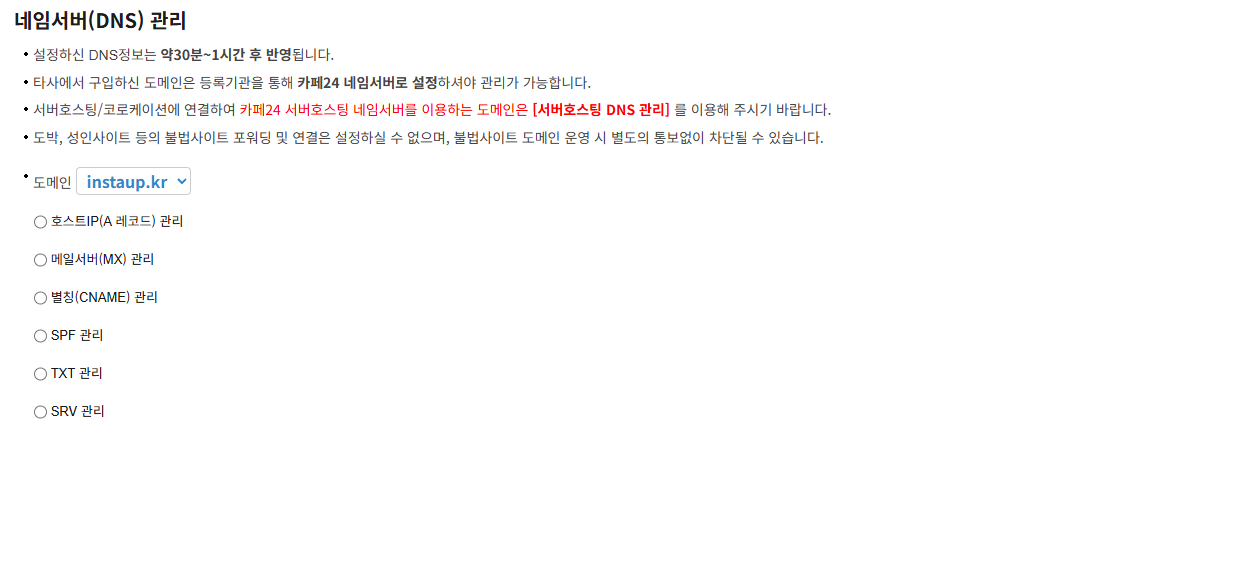 네임서버(DNS) 관리
설정하신 DNS정보는 약30분~1시간 후 반영됩니다.
타사에서 구입하신 도메인은 등록기관을 통해 카페24 네임서버로 설정하셔야 관리가 가능합니다.
서버호스팅/코로케이션에 연결하여 카페24 서버호스팅 네임서버를 이용하는 도메인은 [서버호스팅 DNS 관리] 를 이용해 주시기 바랍니다.
도박, 성인사이트 등의 불법사이트 포워딩 및 연결은 설정하실 수 없으며, 불법사이트 도메인 운영 시 별도의 통보없이 차단될 수 있습니다.
도메인 instaup.kr
호스트IP(A 레코드) 관리
메일서버(MX) 관리
별칭(CNAME) 관리
SPF 관리
TXT 관리
SRV 관리